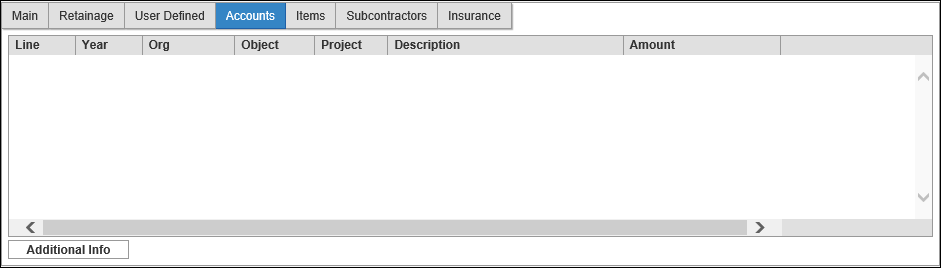 Main Retainage User Defined Accounts Items Subcontractors Insurance
Line Year Org Object Project Description Amount
Additional Info